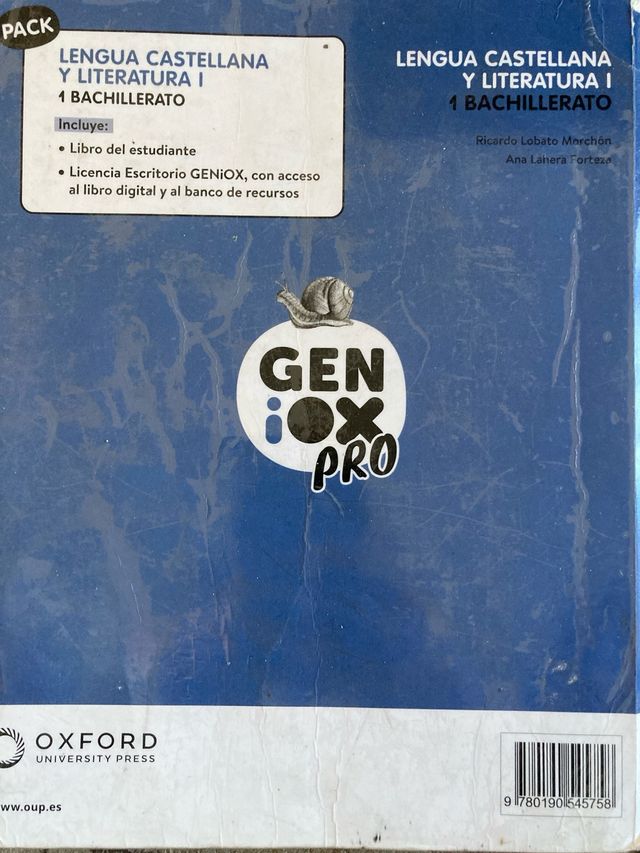 PACK
LENGUA CASTELLANA
Y LITERATURA I
1 BACHILLERATO
Incluye:
• Libro del estudiante
• Licencia Escritorio GENiOX, con acceso
al libro digital y al banco de recursos
LENGUA CASTELLANA
Y LITERATURA I
1 BACHILLERATO
Ricardo Lobato Morchón
Ana Lahera Forteza
GEN
iOX
PRO
OXFORD
UNIVERSITY PRESS
www.oup.es
9 780190 545758